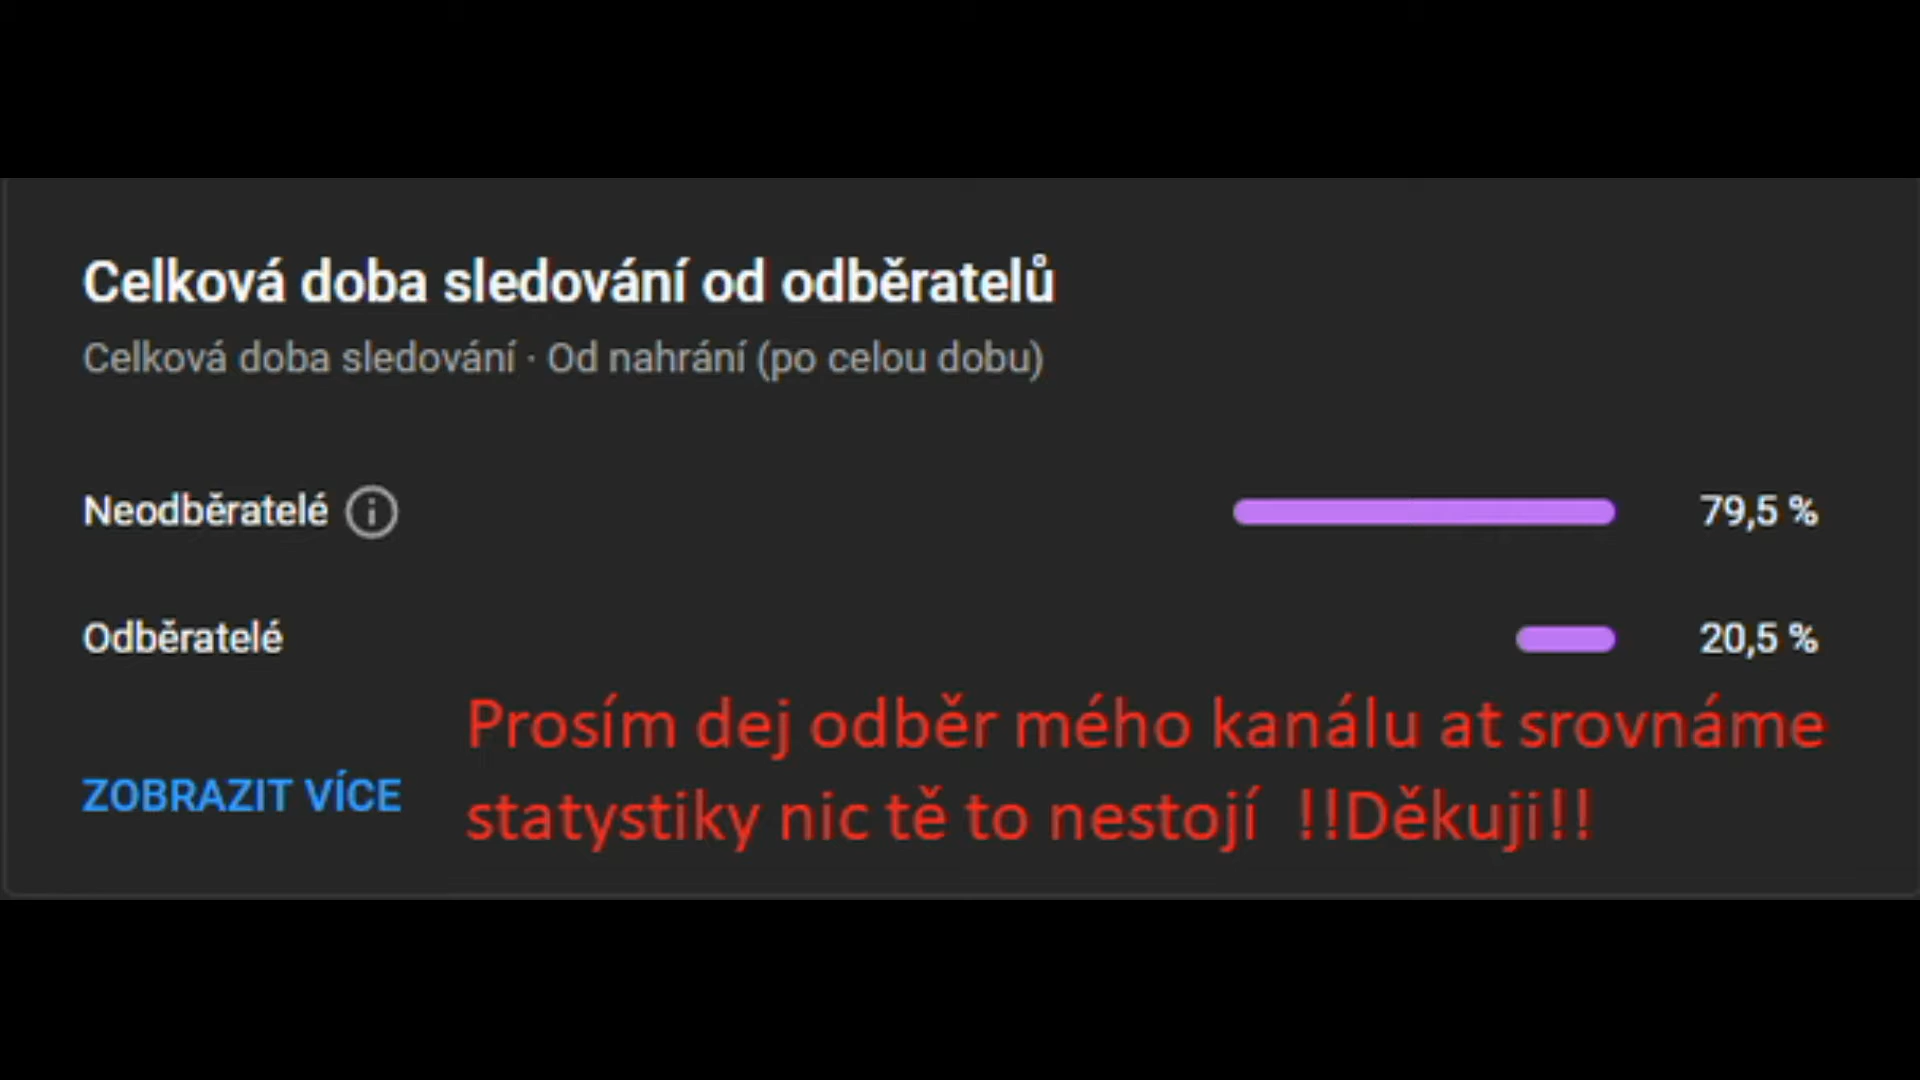 Celková doba sledování od odběratelů
Celková doba sledování · Od nahrání (po celou dobu)
Neodběratelé 79,5 %
Odběratelé 20,5 %
Prosím dej odběr mého kanálu at srovnáme
statystiky nic tě to nestojí !!Děkuji!!
ZOBRAZIT VÍCE